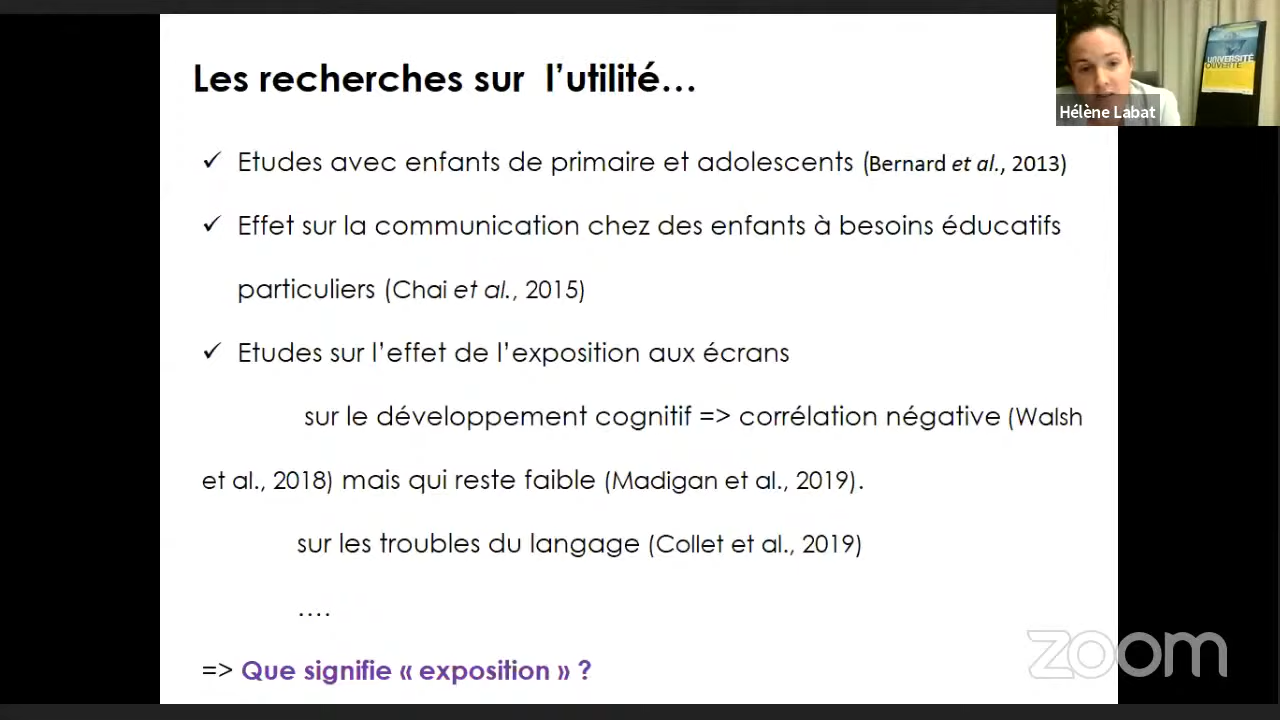 Les recherches sur l’utilité…
✓ Etudes avec enfants de primaire et adolescents (Bernard et al., 2013)
✓ Effet sur la communication chez des enfants à besoins éducatifs
particuliers (Chai et al., 2015)
✓ Etudes sur l’effet de l’exposition aux écrans
sur le développement cognitif => corrélation négative (Walsh
et al., 2018) mais qui reste faible (Madigan et al., 2019).
sur les troubles du langage (Collet et al., 2019)
….
=> Que signifie « exposition » ?
Hélène Labat
UNIVERSITÉ
OUVERTE
zoom